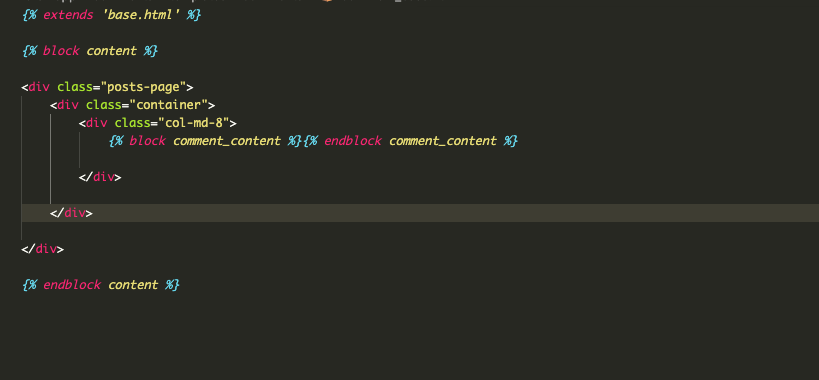 {% extends 'base.html' %}
{% block content %}
<div class="posts-page">
<div class="container">
<div class="col-md-8">
{% block comment_content %}{% endblock comment_content %}
</div>
</div>
</div>
{% endblock content %}